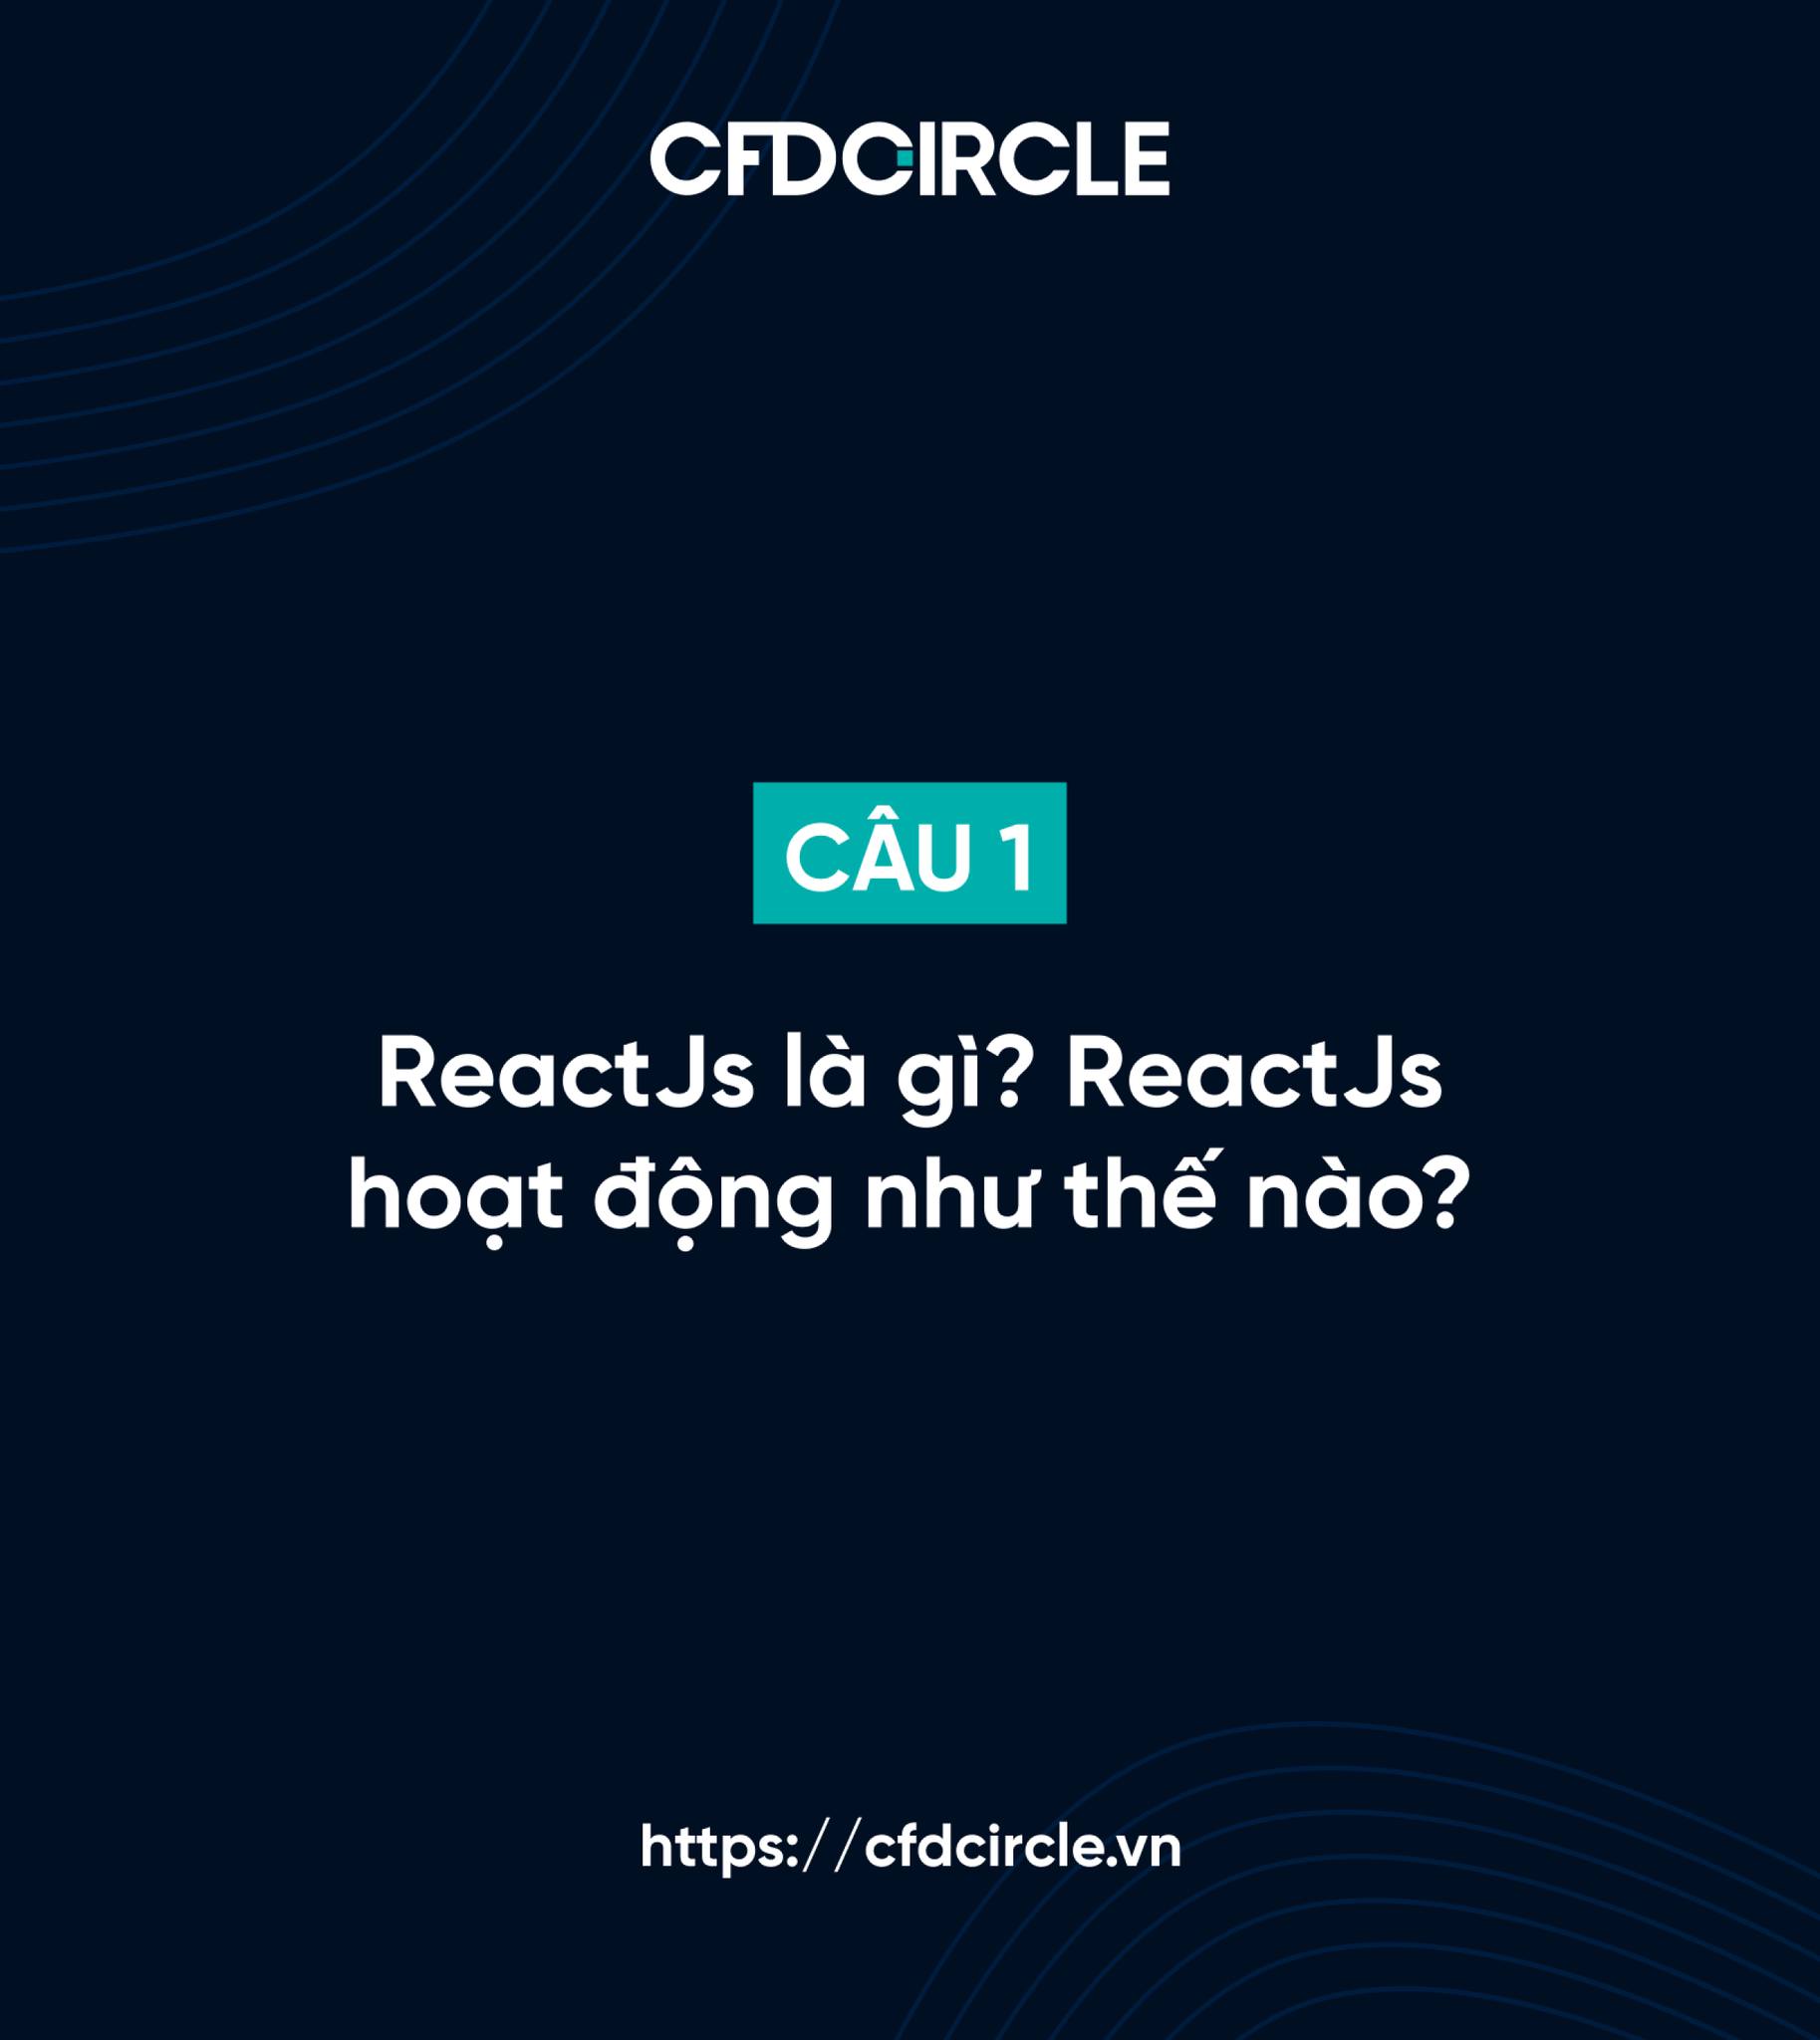 CFDCIRCLE
CÂU 1
ReactJs là gì? ReactJs
hoạt động như thế nào?
https://cfdcircle.vn